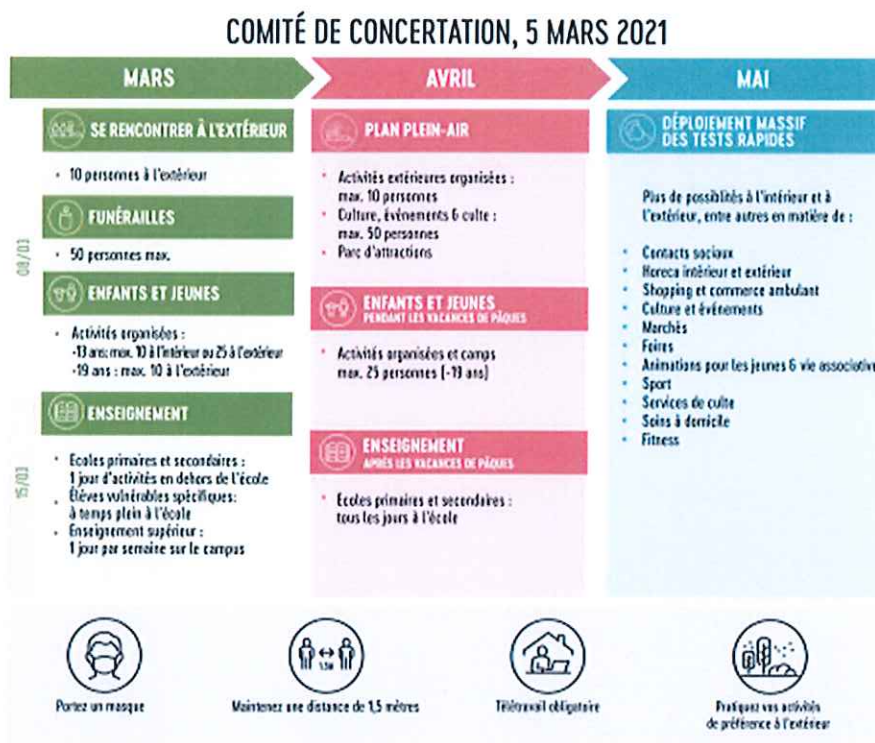 COMITÉ DE CONCERTATION, 5 MARS 2021
MARS
SE RENCONTRER À L'EXTÉRIEUR
• 10 personnes à l'extérieur
FUNÉRAILLES
• 50 personnes max.
08/03
ENFANTS ET JEUNES
• Activités organisées :
-13 ans: max. 10 à l'intérieur ou 25 à l'extérieur
-19 ans : max. 10 à l'extérieur
ENSEIGNEMENT
15/03
• Ecoles primaires et secondaires :
1 jour d'activités en dehors de l'école
• Élèves vulnérables spécifiques:
à temps plein à l'école
• Enseignement supérieur :
1 jour par semaine sur le campus
AVRIL
PLAN PLEIN-AIR
• Activités extérieures organisées :
max. 10 personnes
• Culture, événements & culte :
max. 50 personnes
• Parc d'attractions
ENFANTS ET JEUNES
PENDANT LES VACANCES DE PÂQUES
• Activités organisées et camps
max. 25 personnes (-19 ans)
ENSEIGNEMENT
APRÈS LES VACANCES DE PÂQUES
• Ecoles primaires et secondaires :
tous les jours à l'école
MAI
DÉPLOIEMENT MASSIF
DES TESTS RAPIDES
Plus de possiblités à l'intérieur et à
l'extérieur, entre autres en matière de :
• Contacts sociaux
• Horeca intérieur et extérieur
• Shopping et commerce ambulant
• Culture et événements
• Marchés
• Foires
• Animations pour les jeunes & vie associative
• Sport
• Services de culte
• Soins à domicile
• Fitness
Portez un masque
1,5M
Maintenez une distance de 1,5 mètres
Télétravail obligatoire
Pratiquez vos activités
de préférence à l'extérieur